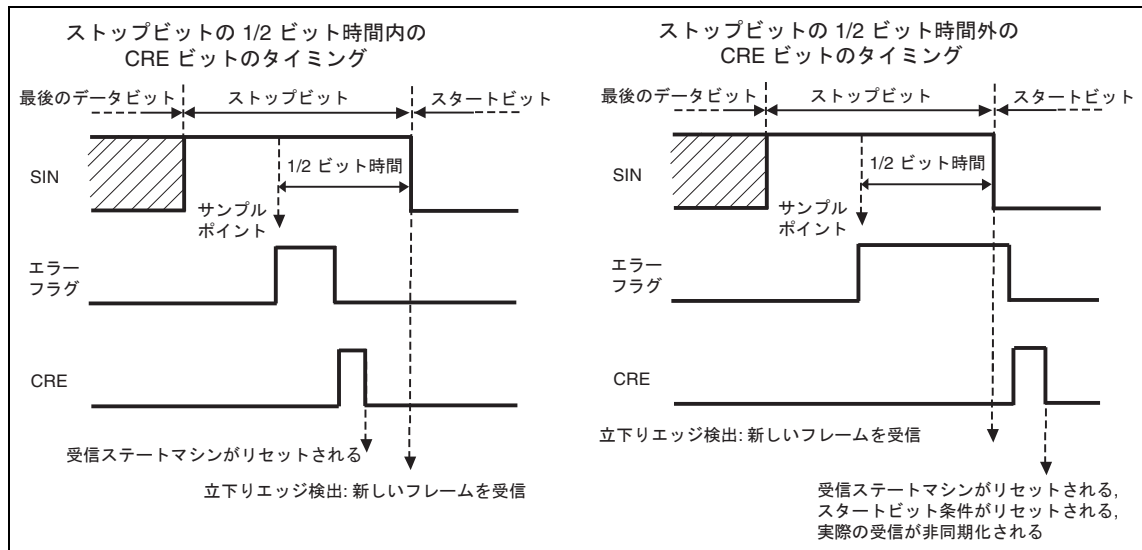 ストップビットの 1/2 ビット時間内の
CRE ビットのタイミング
最後のデータビット
ストップビット
スタートビット
1/2 ビット時間
SIN
サンプル
ポイント
エラー
フラグ
CRE
受信ステートマシンがリセットされる
立下りエッジ検出: 新しいフレームを受信
ストップビットの 1/2 ビット時間外の
CRE ビットのタイミング
最後のデータビット
ストップビット
スタートビット
1/2 ビット時間
SIN
サンプル
ポイント
エラー
フラグ
CRE
立下りエッジ検出: 新しいフレームを受信
受信ステートマシンがリセットされる,
スタートビット条件がリセットされる,
実際の受信が非同期化される